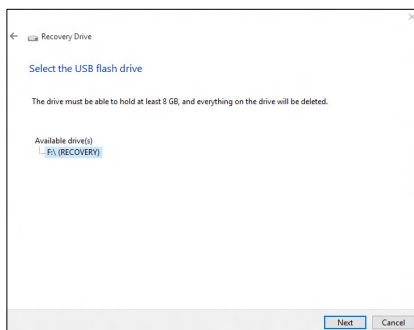 Recovery Drive
Select the USB flash drive
The drive must be able to hold at least 8 GB, and everything on the drive will be deleted.
Available drive(s)
F:\ (RECOVERY)
Next Cancel